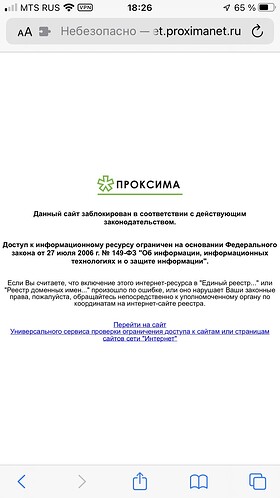 MTS RUS VPN 18:26 65 %
AA Небезопасно — et.proximanet.ru
ПРОКСИМА
Данный сайт заблокирован в соответствии с действующим
законодательством.
Доступ к информационному ресурсу ограничен на основании Федерального
закона от 27 июля 2006 г. № 149-ФЗ "Об информации, информационных
технологиях и о защите информации".
Если Вы считаете, что включение этого интернет-ресурса в "Единый реестр..." или
"Реестр доменных имен..." произошло по ошибке, или оно нарушает Ваши законные
права, пожалуйста, обращайтесь непосредственно к уполномоченному органу по
координатам на интернет-сайте реестра.
Перейти на сайт
Универсального сервиса проверки ограничения доступа к сайтам или страницам
сайтов сети "Интернет"